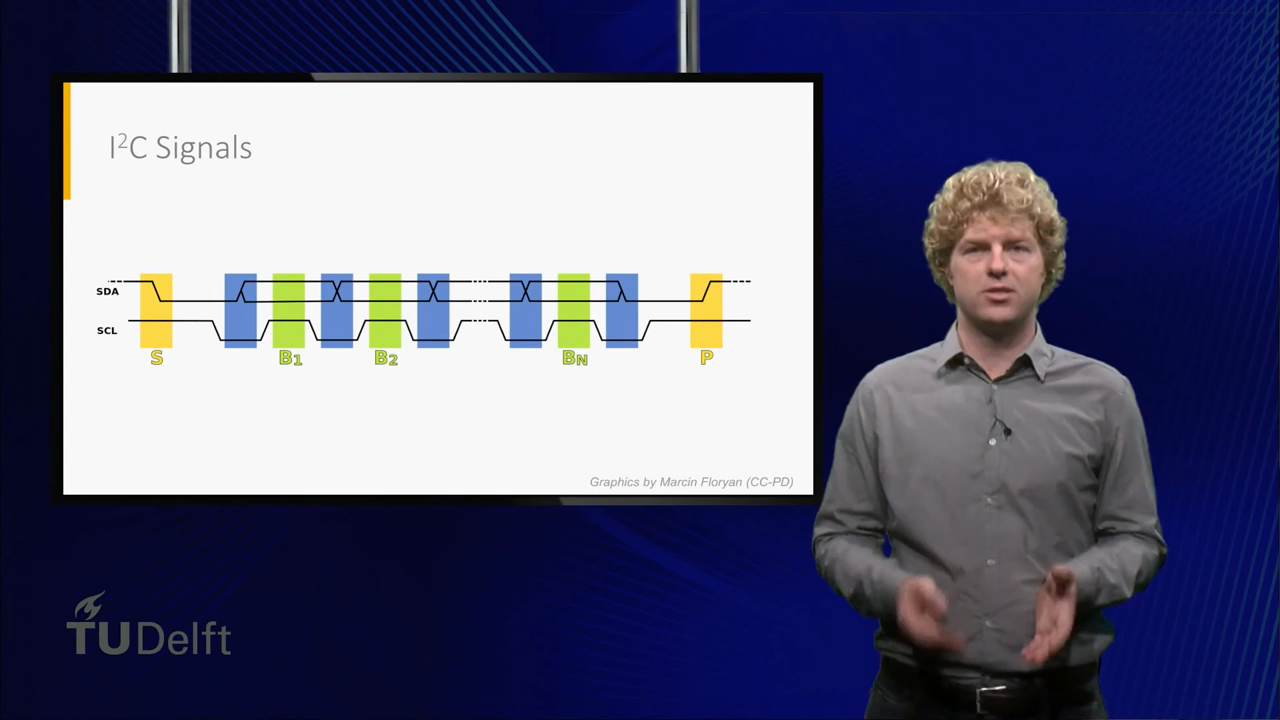 I²C Signals
SDA
SCL
S B₁ B₂ Bɴ P
Graphics by Marcin Floryan (CC-PD)
TUDelft